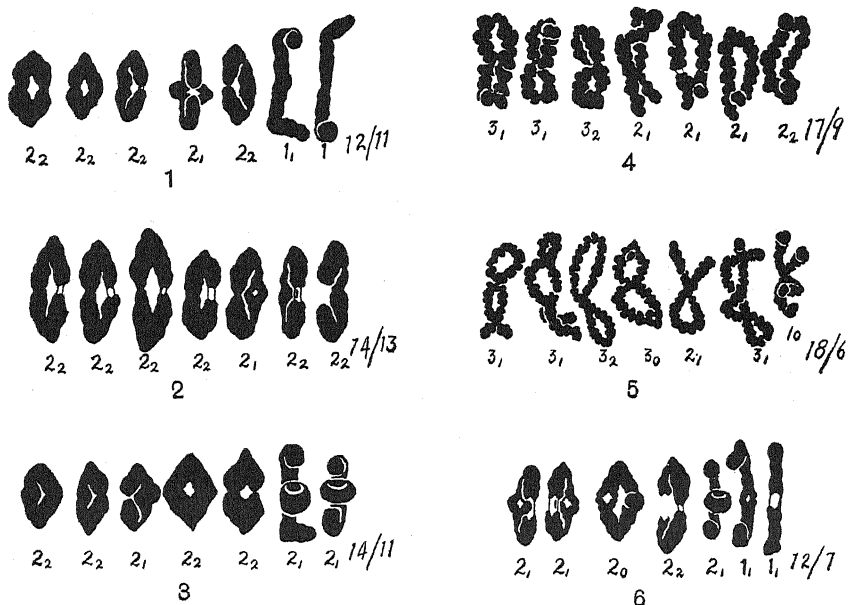 2₂ 2₂ 2₂ 2₁ 2₂ 1₁ 1 12/11
1
3₁ 3₁ 3₂ 2₁ 2₁ 2₁ 2₂ 17/9
4
2₂ 2₂ 2₂ 2₂ 2₁ 2₂ 2₂ 14/13
2
3₁ 3₁ 3₂ 3₀ 2₁ 3₁ 1₀ 18/6
5
2₂ 2₂ 2₁ 2₂ 2₂ 2₁ 2₁ 14/11
3
2₁ 2₁ 2₀ 2₂ 2₁ 1₁ 1₁ 12/7
6